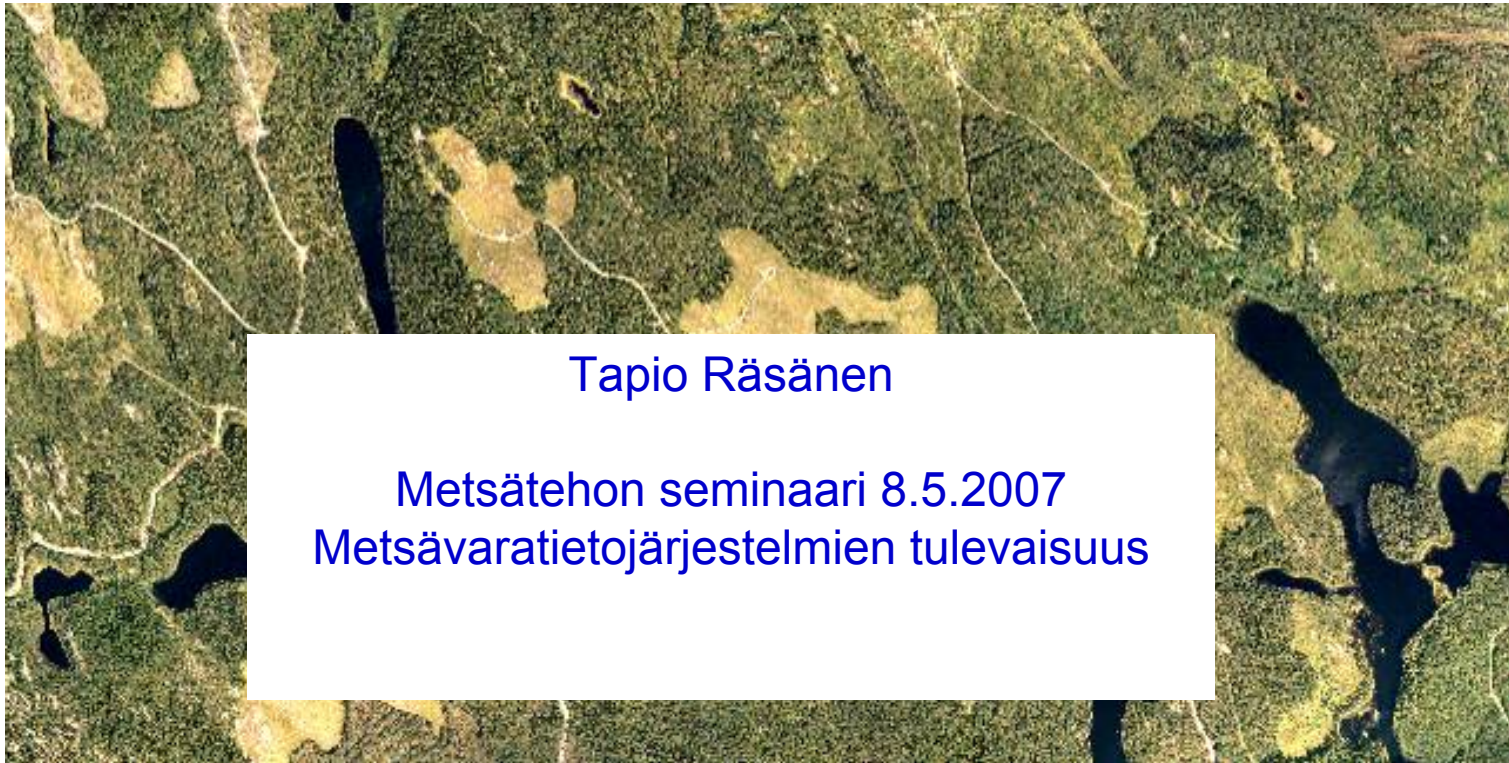 Tapio Räsänen
Metsätehon seminaari 8.5.2007
Metsävaratietojärjestelmien tulevaisuus